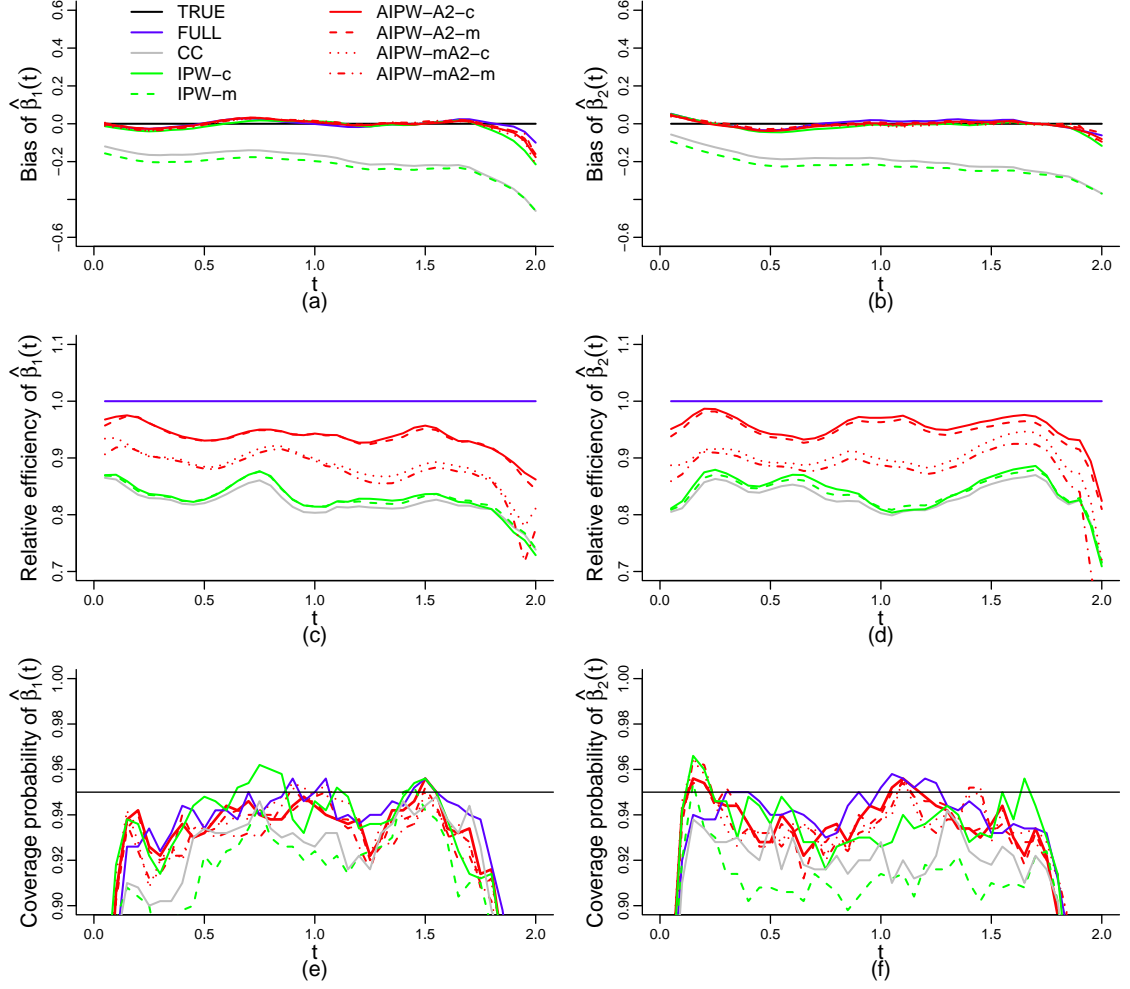 TRUE
FULL
CC
IPW−c
IPW−m
AIPW−A2−c
AIPW−A2−m
AIPW−mA2−c
AIPW−mA2−m
Bias of β̂₁(t)
0.6
0.4
0.2
0.0
−0.2
−0.6
0.0 0.5 1.0 1.5 2.0
t
(a)
Bias of β̂₂(t)
0.6
0.4
0.2
0.0
−0.2
−0.6
0.0 0.5 1.0 1.5 2.0
t
(b)
Relative efficiency of β̂₁(t)
1.1
1.0
0.9
0.8
0.7
0.0 0.5 1.0 1.5 2.0
t
(c)
Relative efficiency of β̂₂(t)
1.1
1.0
0.9
0.8
0.7
0.0 0.5 1.0 1.5 2.0
t
(d)
Coverage probability of β̂₁(t)
1.00
0.98
0.96
0.94
0.92
0.90
0.0 0.5 1.0 1.5 2.0
t
(e)
Coverage probability of β̂₂(t)
1.00
0.98
0.96
0.94
0.92
0.90
0.0 0.5 1.0 1.5 2.0
t
(f)